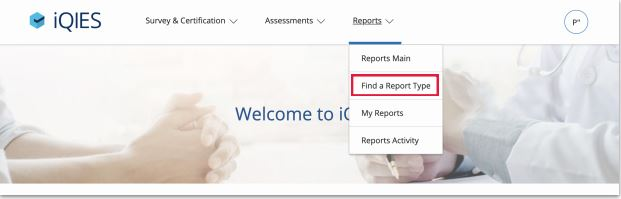 iQIES
Survey & Certification
Assessments
Reports
P"
Reports Main
Find a Report Type
My Reports
Reports Activity
Welcome to iQ